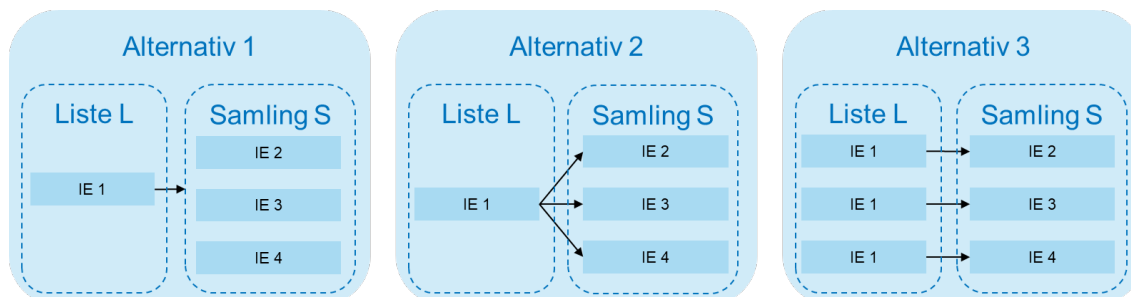 Alternativ 1
Liste L
Samling S
IE 1
IE 2
IE 3
IE 4
Alternativ 2
Liste L
Samling S
IE 1
IE 2
IE 3
IE 4
Alternativ 3
Liste L
Samling S
IE 1
IE 2
IE 1
IE 3
IE 1
IE 4